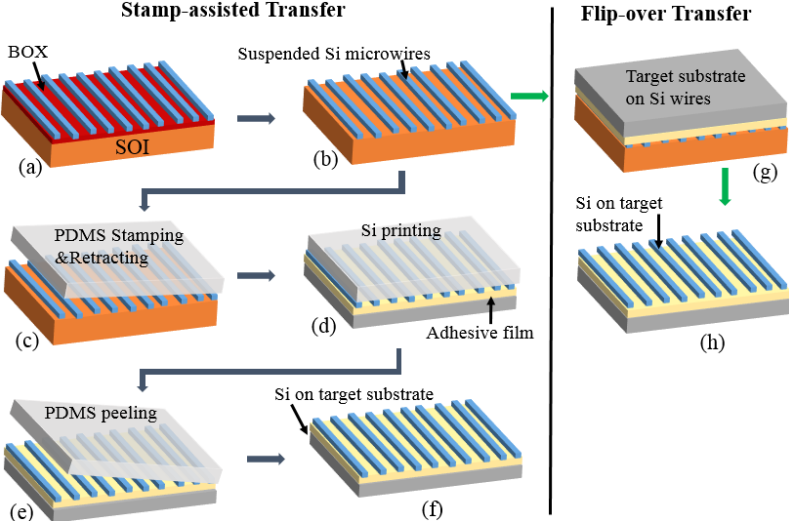 Stamp-assisted Transfer
Flip-over Transfer
BOX
Suspended Si microwires
SOI
(a)
(b)
Target substrate
on Si wires
(g)
PDMS Stamping
&Retracting
(c)
Si printing
(d)
Adhesive film
Si on target
substrate
(h)
PDMS peeling
(e)
Si on target substrate
(f)